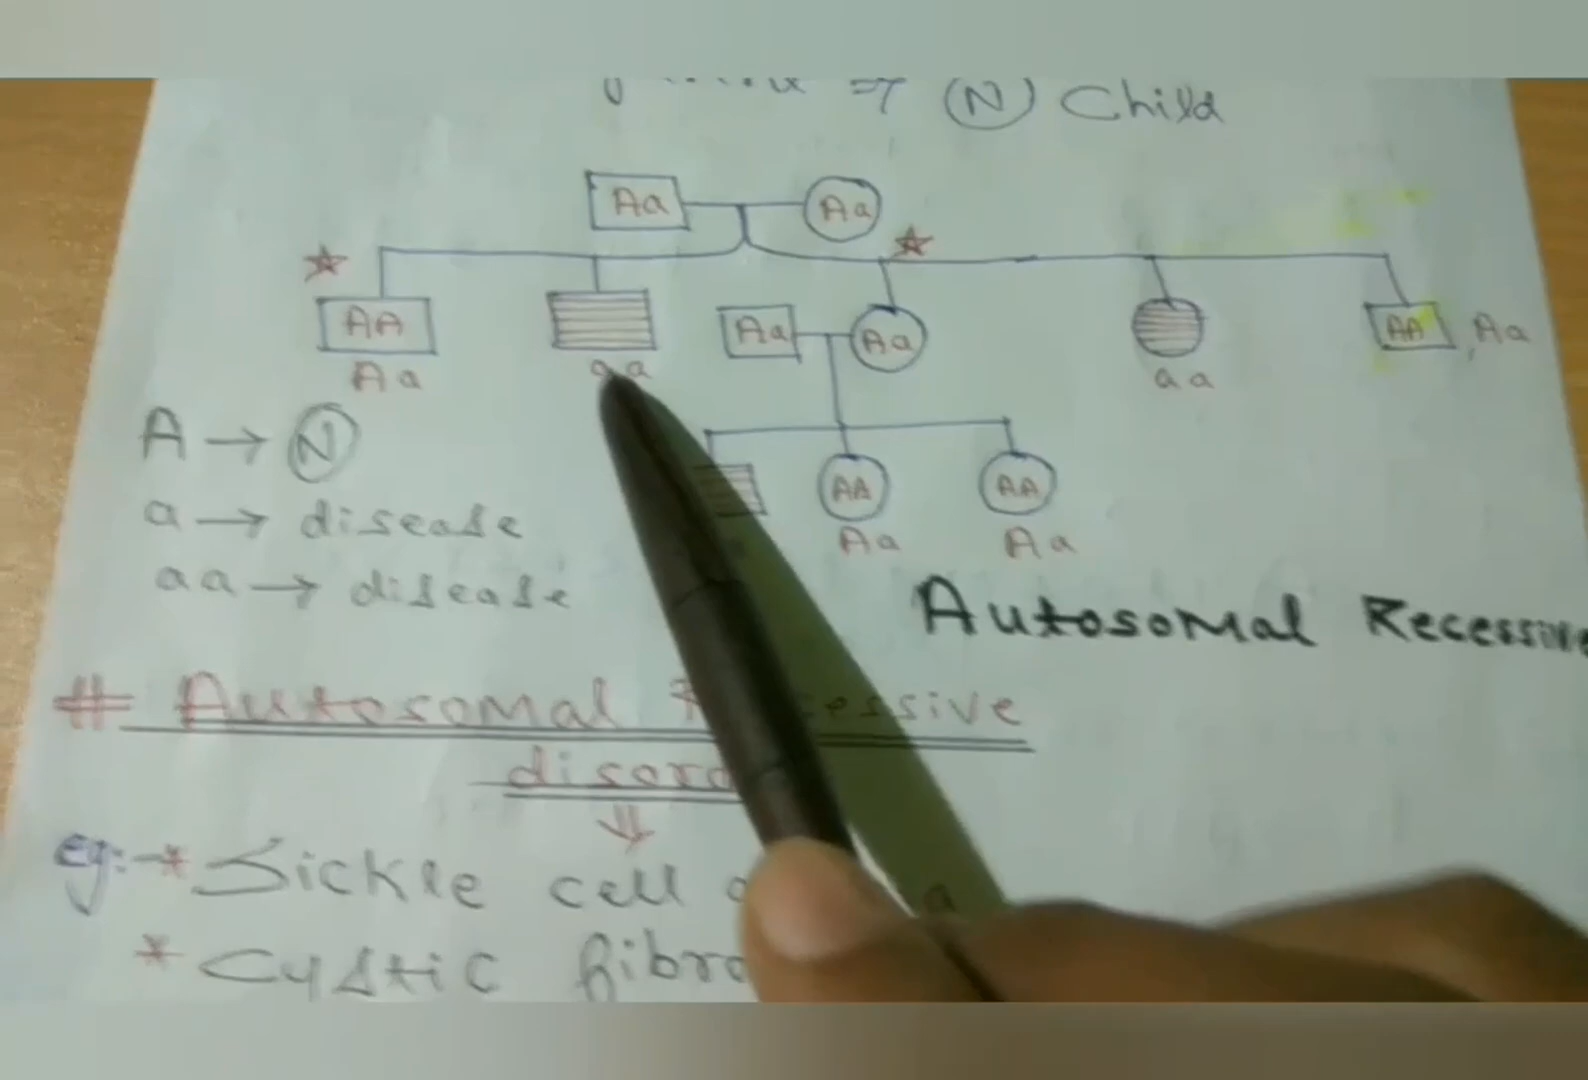 (N) Child
Aa Aa
AA Aa Aa AA, Aa
Aa aa aa
A → (N)
AA AA
a → disease
Aa Aa
aa → disease
Autosomal Recessive
# Autosomal
eg:- * Sickle cell
* Cystic